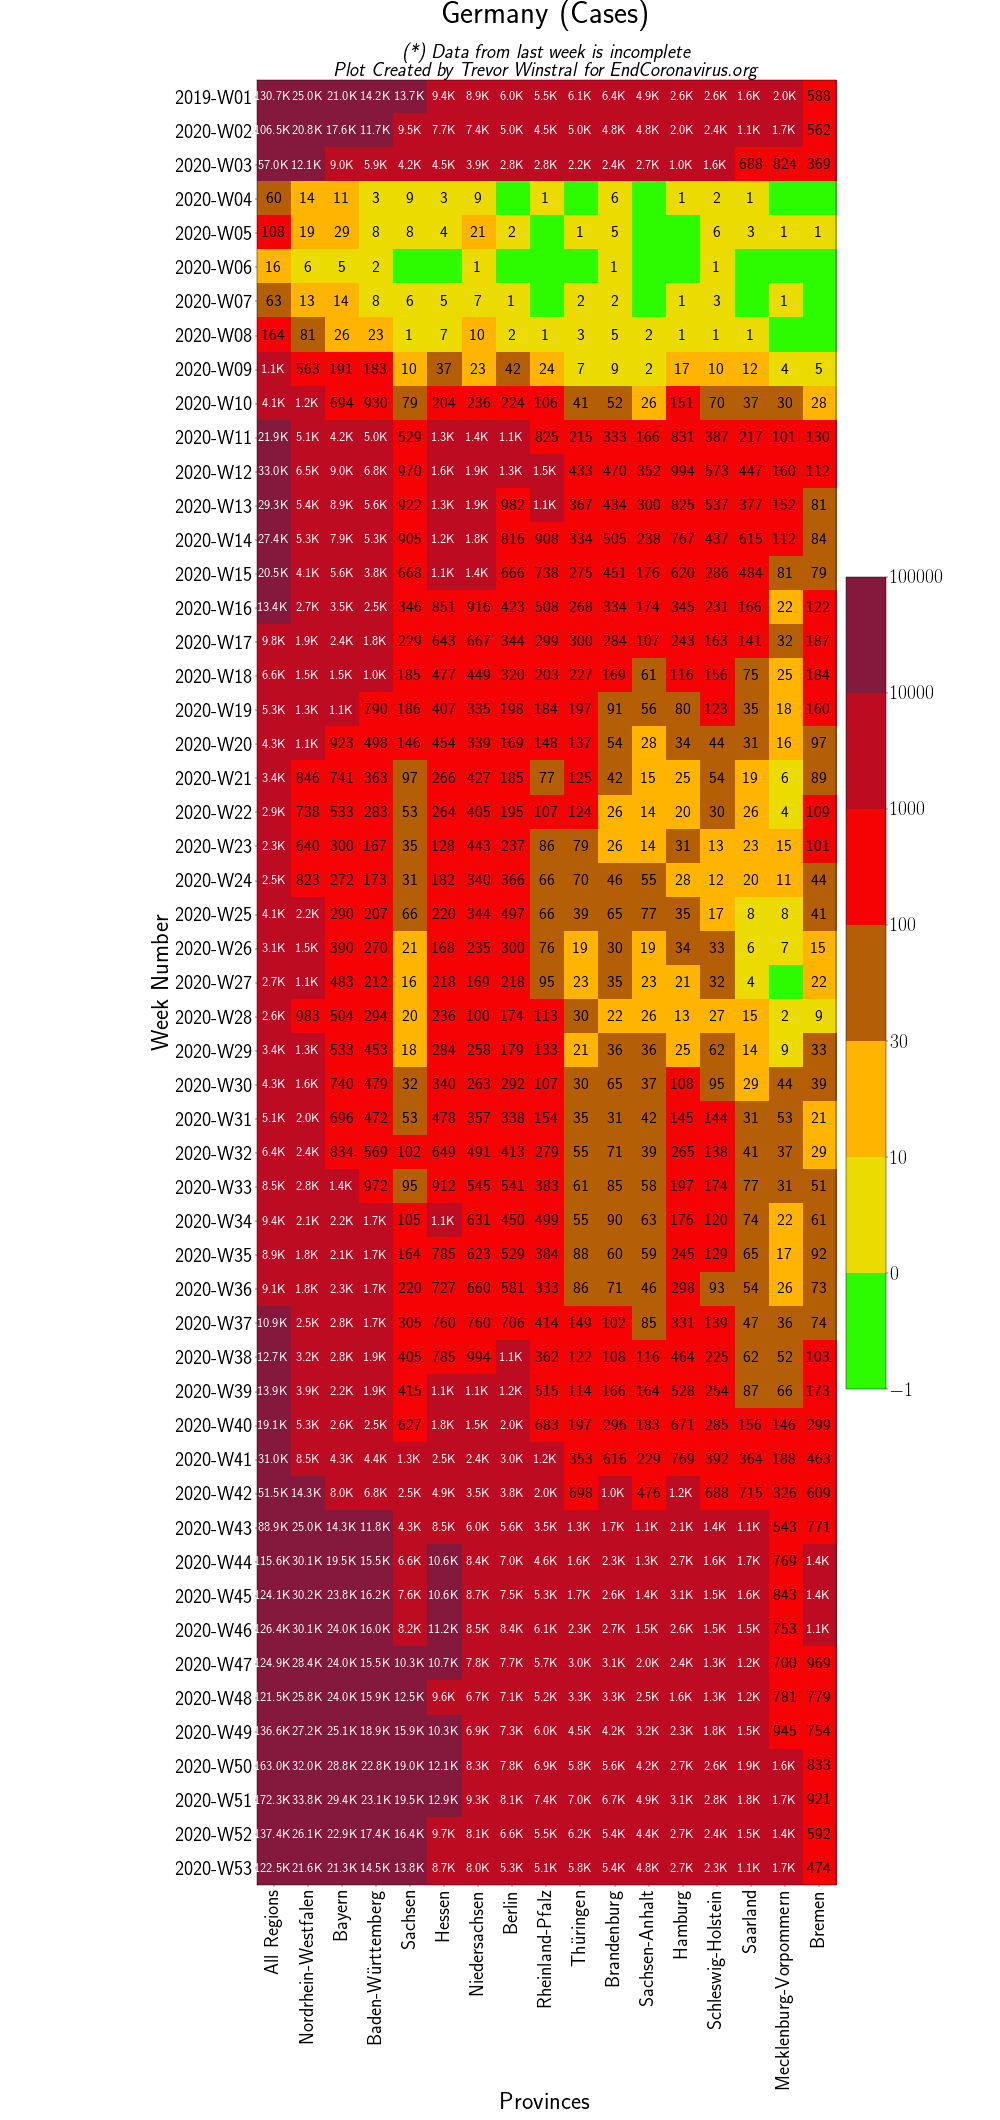 Germany (Cases)
(*) Data from last week is incomplete
Plot Created by Trevor Winstral for EndCoronavirus.org
2019-W01 130.7K 25.0K 21.0K 14.2K 13.7K 9.4K 8.9K 6.0K 5.5K 6.1K 6.4K 4.9K 2.6K 2.6K 1.6K 2.0K 588
2020-W02 106.5K 20.8K 17.6K 11.7K 9.5K 7.7K 7.4K 5.0K 4.5K 5.0K 4.8K 4.8K 2.0K 2.4K 1.1K 1.7K 562
2020-W03 57.0K 12.1K 9.0K 5.9K 4.2K 4.5K 3.9K 2.8K 2.8K 2.2K 2.4K 2.7K 1.0K 1.6K 688 824 369
2020-W04 60 14 11 3 9 3 9 1 6 1 2 1
2020-W05 108 19 29 8 8 4 21 2 1 5 6 3 1 1
2020-W06 16 6 5 2 1 1 1
2020-W07 63 13 14 8 6 5 7 1 2 2 1 3 1
2020-W08 164 81 26 23 1 7 10 2 1 3 5 2 1 1 1
2020-W09 1.1K 563 191 183 10 37 23 42 24 7 9 2 17 10 12 4 5
2020-W10 4.1K 1.2K 694 930 79 204 236 224 106 41 52 26 151 70 37 30 28
2020-W11 21.9K 5.1K 4.2K 5.0K 529 1.3K 1.4K 1.1K 825 215 333 166 831 387 217 101 130
2020-W12 33.0K 6.5K 9.0K 6.8K 970 1.6K 1.9K 1.3K 1.5K 433 470 352 994 573 447 160 112
2020-W13 29.3K 5.4K 8.9K 5.6K 922 1.3K 1.9K 982 1.1K 367 434 300 825 537 377 152 81
2020-W14 27.4K 5.3K 7.9K 5.3K 905 1.2K 1.8K 816 908 334 505 238 767 437 615 112 84
2020-W15 20.5K 4.1K 5.6K 3.8K 668 1.1K 1.4K 666 738 275 451 176 620 286 484 81 79
2020-W16 13.4K 2.7K 3.5K 2.5K 346 851 916 423 508 268 334 174 345 231 166 22 122
2020-W17 9.8K 1.9K 2.4K 1.8K 229 643 667 344 299 300 284 107 243 163 141 32 187
2020-W18 6.6K 1.5K 1.5K 1.0K 185 477 449 320 203 227 169 61 116 156 75 25 184
2020-W19 5.3K 1.3K 1.1K 790 186 407 335 198 184 197 91 56 80 123 35 18 160
2020-W20 4.3K 1.1K 923 498 146 454 339 169 148 137 54 28 34 44 31 16 97
2020-W21 3.4K 846 741 363 97 266 427 185 77 125 42 15 25 54 19 6 89
2020-W22 2.9K 738 533 283 53 264 405 195 107 124 26 14 20 30 26 4 109
2020-W23 2.3K 640 300 167 35 128 443 237 86 79 26 14 31 13 23 15 101
2020-W24 2.5K 823 272 173 31 182 340 366 66 70 46 55 28 12 20 11 44
2020-W25 4.1K 2.2K 290 207 66 220 344 497 66 39 65 77 35 17 8 8 41
2020-W26 3.1K 1.5K 390 270 21 168 235 300 76 19 30 19 34 33 6 7 15
2020-W27 2.7K 1.1K 483 212 16 218 169 218 95 23 35 23 21 32 4 22
2020-W28 2.6K 983 504 294 20 236 100 174 113 30 22 26 13 27 15 2 9
2020-W29 3.4K 1.3K 533 453 18 284 258 179 133 21 36 36 25 62 14 9 33
2020-W30 4.3K 1.6K 740 479 32 340 263 292 107 30 65 37 108 95 29 44 39
2020-W31 5.1K 2.0K 696 472 53 478 357 338 154 35 31 42 145 144 31 53 21
2020-W32 6.4K 2.4K 834 569 102 649 491 413 279 55 71 39 265 138 41 37 29
2020-W33 8.5K 2.8K 1.4K 972 95 912 545 541 383 61 85 58 197 174 77 31 51
2020-W34 9.4K 2.1K 2.2K 1.7K 105 1.1K 631 450 499 55 90 63 176 120 74 22 61
2020-W35 8.9K 1.8K 2.1K 1.7K 164 785 623 529 384 88 60 59 245 129 65 17 92
2020-W36 9.1K 1.8K 2.3K 1.7K 220 727 660 581 333 86 71 46 298 93 54 26 73
2020-W37 10.9K 2.5K 2.8K 1.7K 305 760 760 706 414 149 102 85 331 139 47 36 74
2020-W38 12.7K 3.2K 2.8K 1.9K 405 785 994 1.1K 362 122 108 116 464 225 62 52 103
2020-W39 13.9K 3.9K 2.2K 1.9K 415 1.1K 1.1K 1.2K 515 114 166 164 528 254 87 66 173
2020-W40 19.1K 5.3K 2.6K 2.5K 627 1.8K 1.5K 2.0K 683 197 296 183 671 285 156 146 299
2020-W41 31.0K 8.5K 4.3K 4.4K 1.3K 2.5K 2.4K 3.0K 1.2K 353 616 229 769 392 364 188 463
2020-W42 51.5K 14.3K 8.0K 6.8K 2.5K 4.9K 3.5K 3.8K 2.0K 698 1.0K 476 1.2K 688 715 326 609
2020-W43 88.9K 25.0K 14.3K 11.8K 4.3K 8.5K 6.0K 5.6K 3.5K 1.3K 1.7K 1.1K 2.1K 1.4K 1.1K 543 771
2020-W44 115.6K 30.1K 19.5K 15.5K 6.6K 10.6K 8.4K 7.0K 4.6K 1.6K 2.3K 1.3K 2.7K 1.6K 1.7K 769 1.4K
2020-W45 124.1K 30.2K 23.8K 16.2K 7.6K 10.6K 8.7K 7.5K 5.3K 1.7K 2.6K 1.4K 3.1K 1.5K 1.6K 843 1.4K
2020-W46 126.4K 30.1K 24.0K 16.0K 8.2K 11.2K 8.5K 8.4K 6.1K 2.3K 2.7K 1.5K 2.6K 1.5K 1.5K 753 1.1K
2020-W47 124.9K 28.4K 24.0K 15.5K 10.3K 10.7K 7.8K 7.7K 5.7K 3.0K 3.1K 2.0K 2.4K 1.3K 1.2K 700 969
2020-W48 121.5K 25.8K 24.0K 15.9K 12.5K 9.6K 6.7K 7.1K 5.2K 3.3K 3.3K 2.5K 1.6K 1.3K 1.2K 781 779
2020-W49 136.6K 27.2K 25.1K 18.9K 15.9K 10.3K 6.9K 7.3K 6.0K 4.5K 4.2K 3.2K 2.3K 1.8K 1.5K 945 754
2020-W50 163.0K 32.0K 28.8K 22.8K 19.0K 12.1K 8.3K 7.8K 6.9K 5.8K 5.6K 4.2K 2.7K 2.6K 1.9K 1.6K 833
2020-W51 172.3K 33.8K 29.4K 23.1K 19.5K 12.9K 9.3K 8.1K 7.4K 7.0K 6.7K 4.9K 3.1K 2.8K 1.8K 1.7K 921
2020-W52 137.4K 26.1K 22.9K 17.4K 16.4K 9.7K 8.1K 6.6K 5.5K 6.2K 5.4K 4.4K 2.7K 2.4K 1.5K 1.4K 592
2020-W53 122.5K 21.6K 21.3K 14.5K 13.8K 8.7K 8.0K 5.3K 5.1K 5.8K 5.4K 4.8K 2.7K 2.3K 1.1K 1.7K 474
Week Number
All Regions
Nordrhein-Westfalen
Bayern
Baden-Württemberg
Sachsen
Hessen
Niedersachsen
Berlin
Rheinland-Pfalz
Thüringen
Brandenburg
Sachsen-Anhalt
Hamburg
Schleswig-Holstein
Saarland
Mecklenburg-Vorpommern
Bremen
Provinces
100000
10000
1000
100
30
10
0
−1